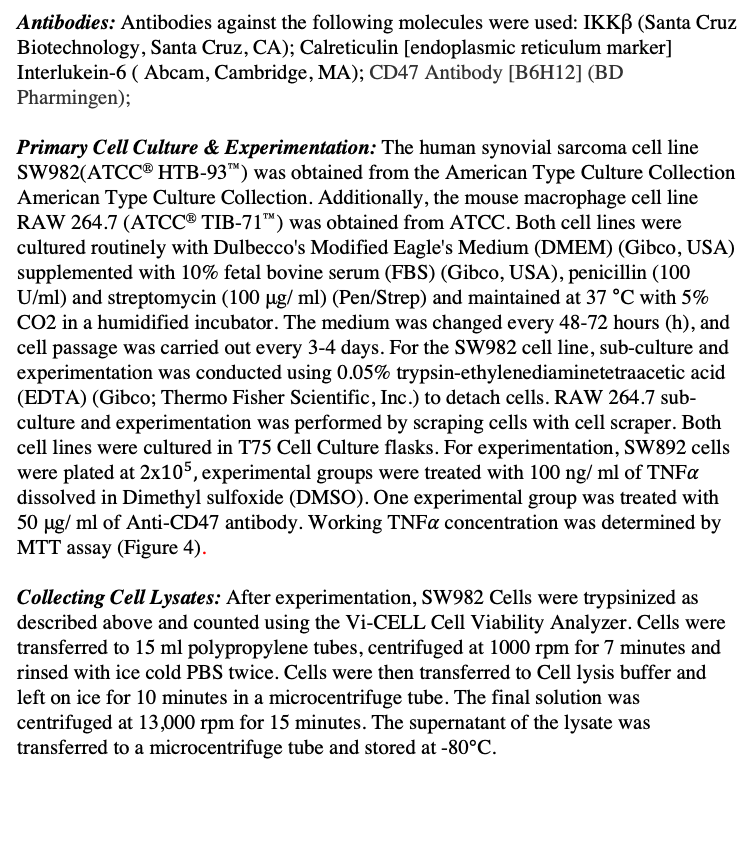 Antibodies: Antibodies against the following molecules were used: IKKβ (Santa Cruz
Biotechnology, Santa Cruz, CA); Calreticulin [endoplasmic reticulum marker]
Interlukein-6 ( Abcam, Cambridge, MA); CD47 Antibody [B6H12] (BD
Pharmingen);
Primary Cell Culture & Experimentation: The human synovial sarcoma cell line
SW982(ATCC® HTB-93™) was obtained from the American Type Culture Collection
American Type Culture Collection. Additionally, the mouse macrophage cell line
RAW 264.7 (ATCC® TIB-71™) was obtained from ATCC. Both cell lines were
cultured routinely with Dulbecco's Modified Eagle's Medium (DMEM) (Gibco, USA)
supplemented with 10% fetal bovine serum (FBS) (Gibco, USA), penicillin (100
U/ml) and streptomycin (100 μg/ ml) (Pen/Strep) and maintained at 37 °C with 5%
CO2 in a humidified incubator. The medium was changed every 48-72 hours (h), and
cell passage was carried out every 3-4 days. For the SW982 cell line, sub-culture and
experimentation was conducted using 0.05% trypsin-ethylenediaminetetraacetic acid
(EDTA) (Gibco; Thermo Fisher Scientific, Inc.) to detach cells. RAW 264.7 sub-
culture and experimentation was performed by scraping cells with cell scraper. Both
cell lines were cultured in T75 Cell Culture flasks. For experimentation, SW892 cells
were plated at 2x10⁵, experimental groups were treated with 100 ng/ ml of TNFα
dissolved in Dimethyl sulfoxide (DMSO). One experimental group was treated with
50 μg/ ml of Anti-CD47 antibody. Working TNFα concentration was determined by
MTT assay (Figure 4).
Collecting Cell Lysates: After experimentation, SW982 Cells were trypsinized as
described above and counted using the Vi-CELL Cell Viability Analyzer. Cells were
transferred to 15 ml polypropylene tubes, centrifuged at 1000 rpm for 7 minutes and
rinsed with ice cold PBS twice. Cells were then transferred to Cell lysis buffer and
left on ice for 10 minutes in a microcentrifuge tube. The final solution was
centrifuged at 13,000 rpm for 15 minutes. The supernatant of the lysate was
transferred to a microcentrifuge tube and stored at -80°C.